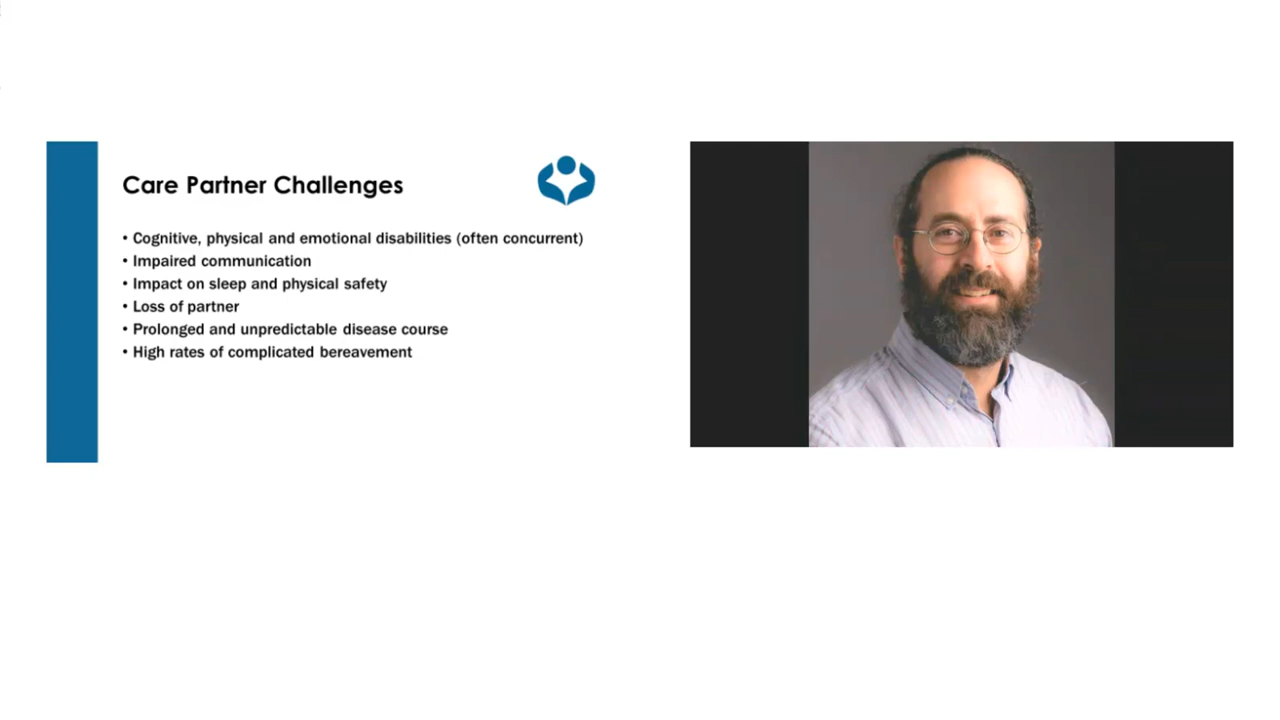 Care Partner Challenges
• Cognitive, physical and emotional disabilities (often concurrent)
• Impaired communication
• Impact on sleep and physical safety
• Loss of partner
• Prolonged and unpredictable disease course
• High rates of complicated bereavement